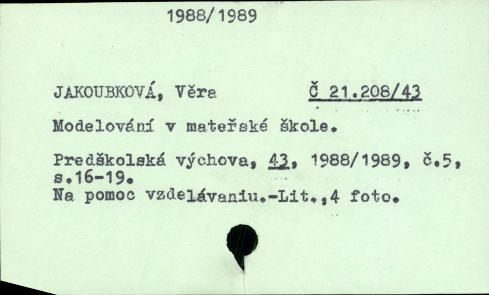 1988/1989
JAKOUBKOVÁ, Věra Č 21.208/43
Modelování v mateřské škole.
Predškolská výchova, 43, 1988/1989, č.5,
s.16-19.
Na pomoc vzdelávaniu.-Lit.,4 foto.